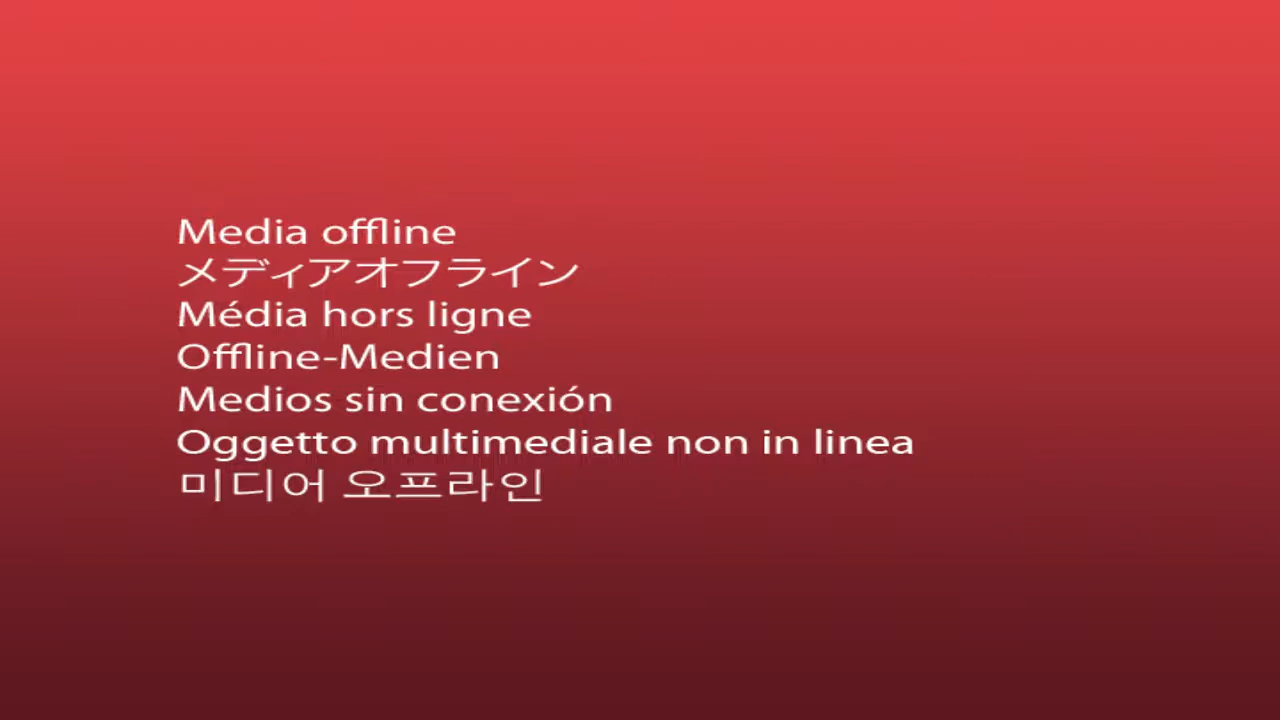 Media offline
メディアオフライン
Média hors ligne
Offline-Medien
Medios sin conexión
Oggetto multimediale non in linea
미디어 오프라인